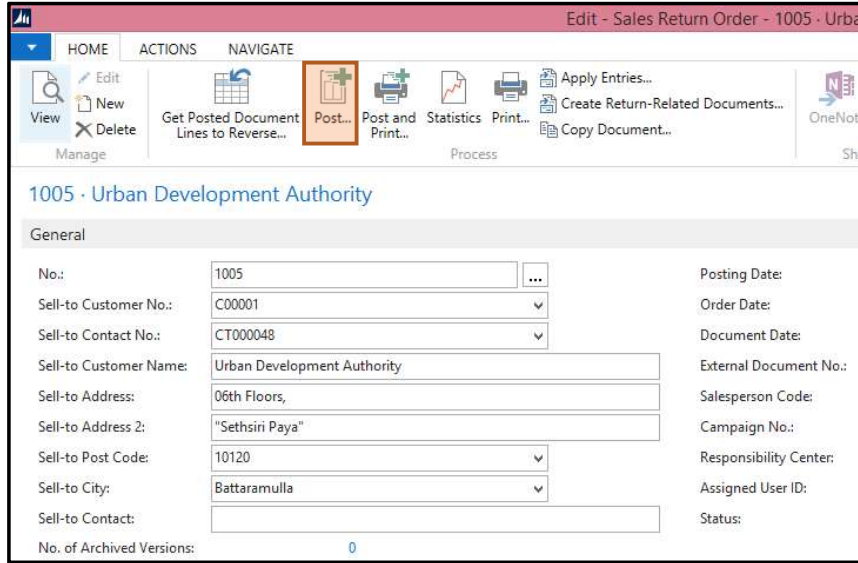 Edit - Sales Return Order - 1005 · Urba
HOME ACTIONS NAVIGATE
View
Edit
New
Delete
Manage
Get Posted Document
Lines to Reverse...
Post...
Post and
Print...
Statistics
Print...
Apply Entries...
Create Return-Related Documents...
Copy Document...
Process
OneNot
Sh
1005 · Urban Development Authority
General
No.: 1005 ... Posting Date:
Sell-to Customer No.: C00001 Order Date:
Sell-to Contact No.: CT000048 Document Date:
Sell-to Customer Name: Urban Development Authority External Document No.:
Sell-to Address: 06th Floors, Salesperson Code:
Sell-to Address 2: "Sethsiri Paya" Campaign No.:
Sell-to Post Code: 10120 Responsibility Center:
Sell-to City: Battaramulla Assigned User ID:
Sell-to Contact: Status:
No. of Archived Versions: 0